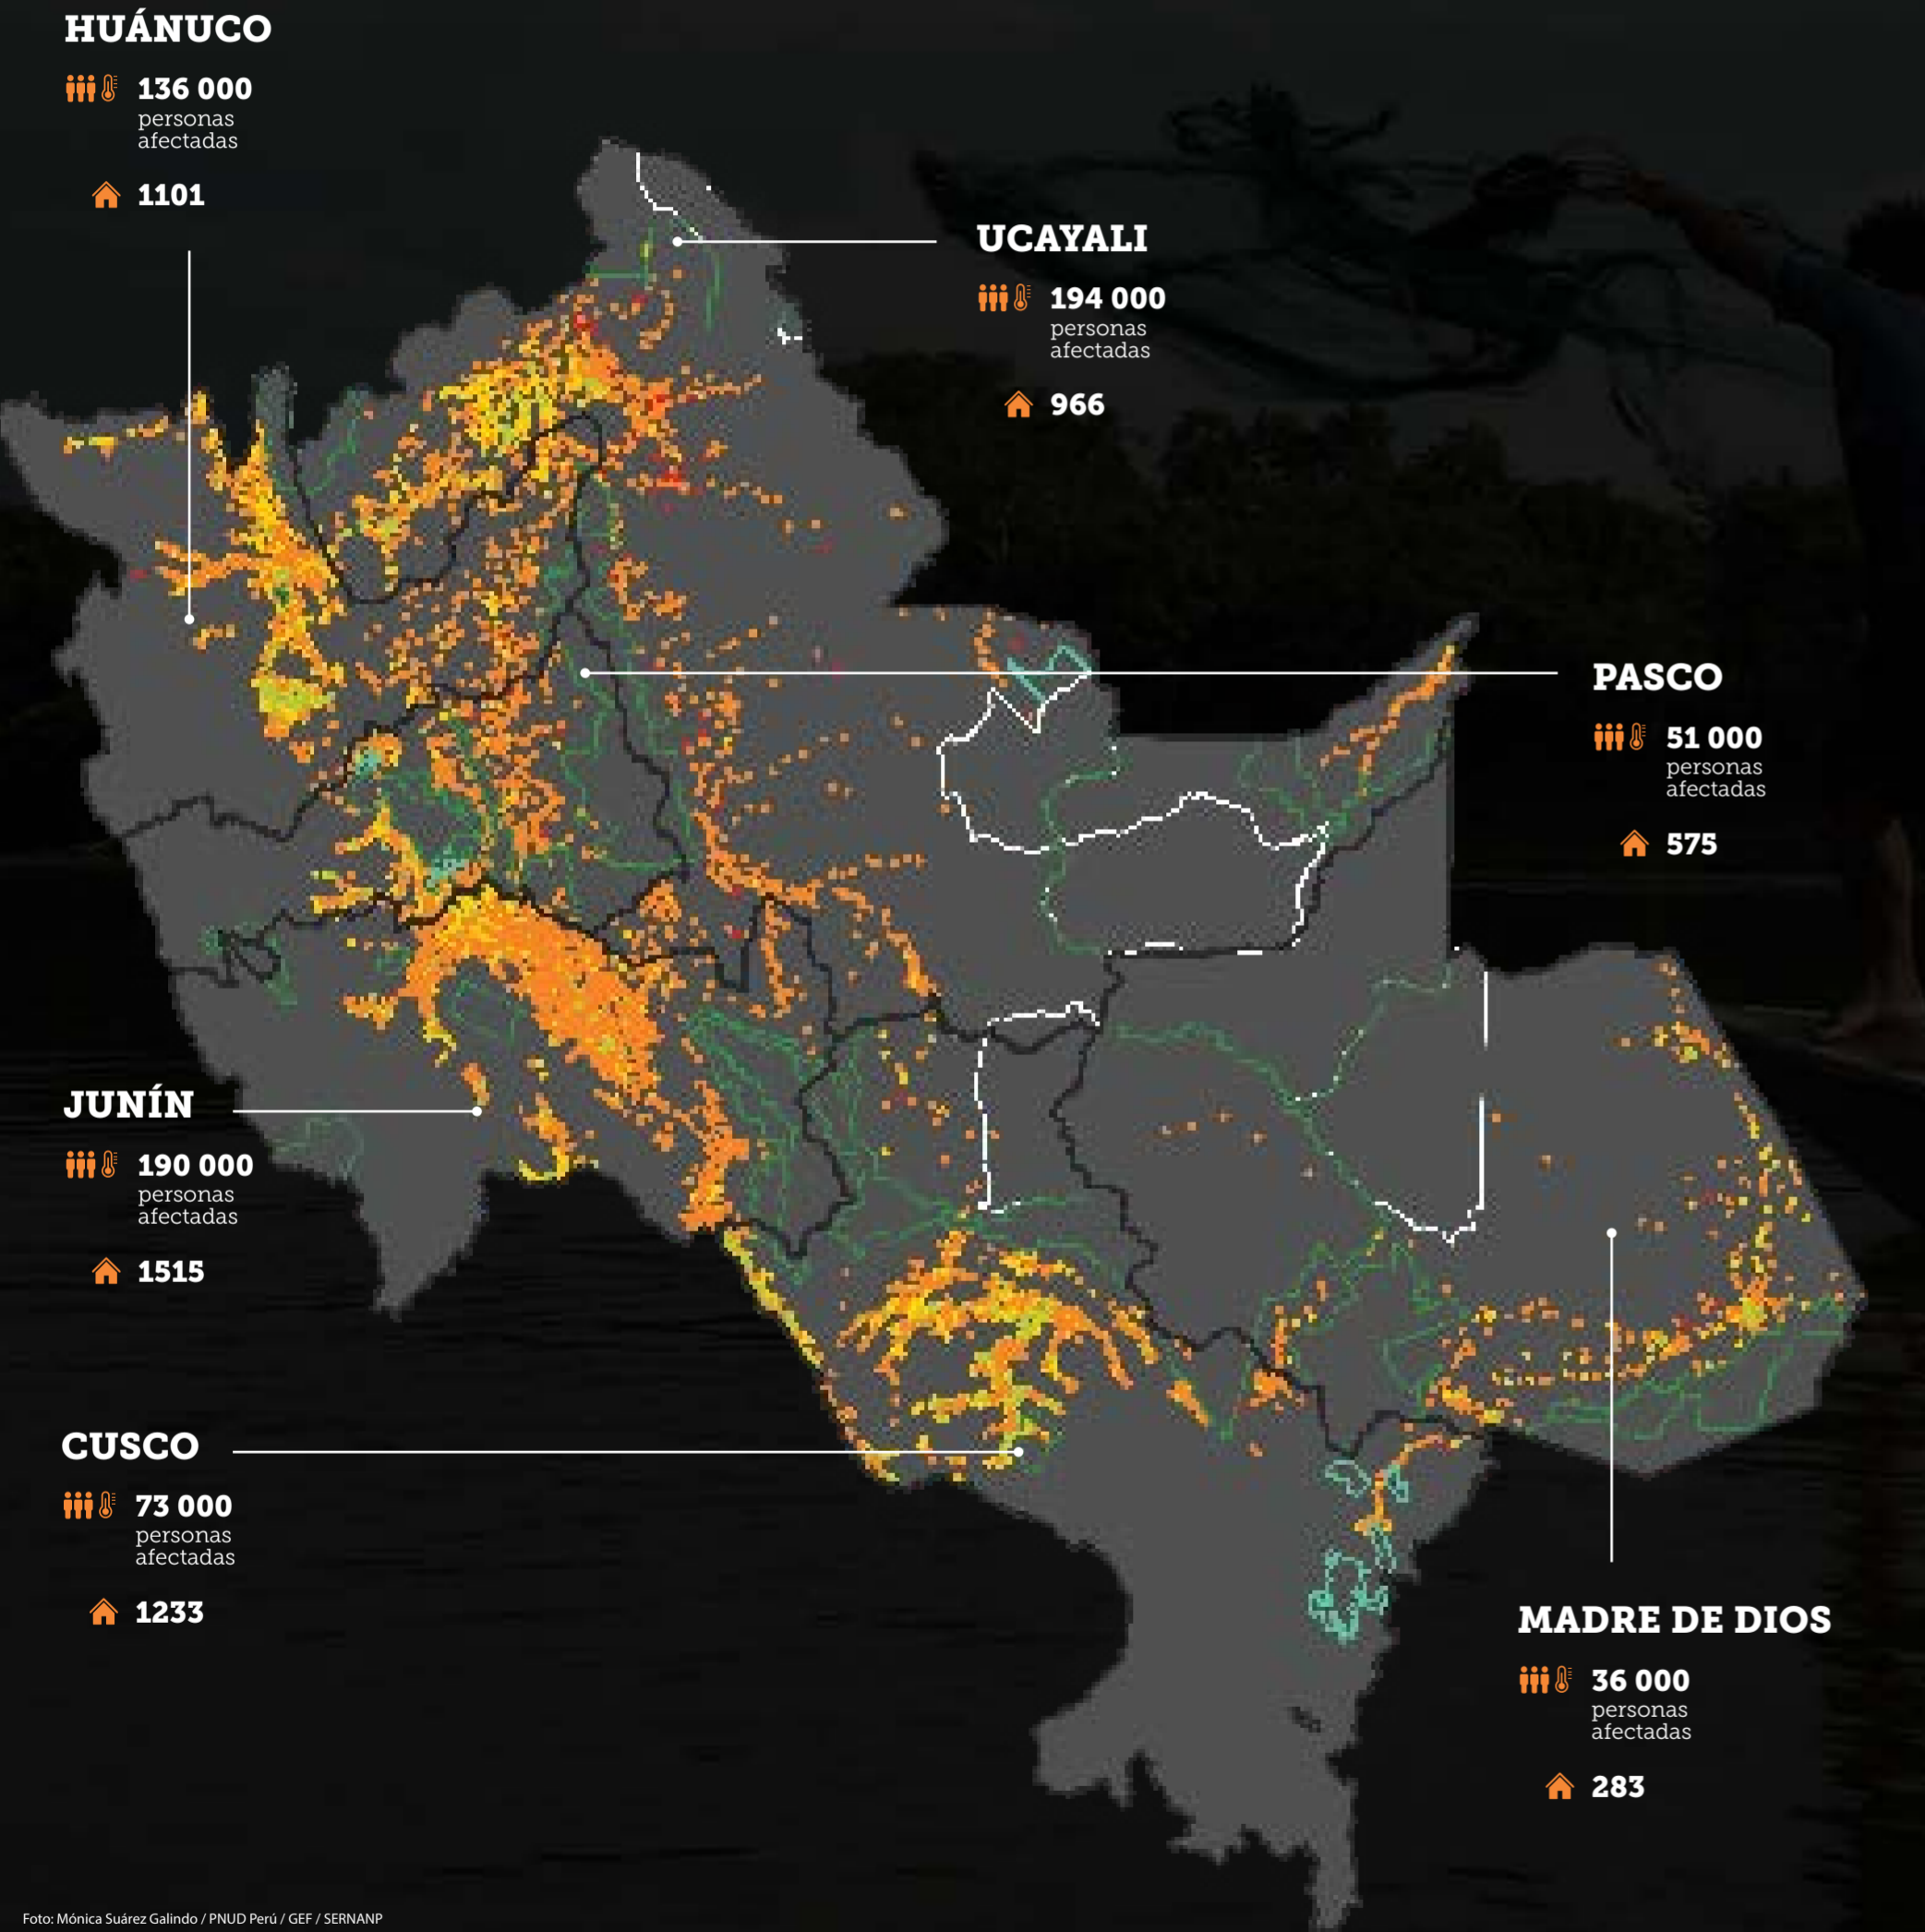 HUÁNUCO
136 000
personas
afectadas
1101
UCAYALI
194 000
personas
afectadas
966
PASCO
51 000
personas
afectadas
575
JUNÍN
190 000
personas
afectadas
1515
CUSCO
73 000
personas
afectadas
1233
MADRE DE DIOS
36 000
personas
afectadas
283
Foto: Mónica Suárez Galindo / PNUD Perú / GEF / SERNANP